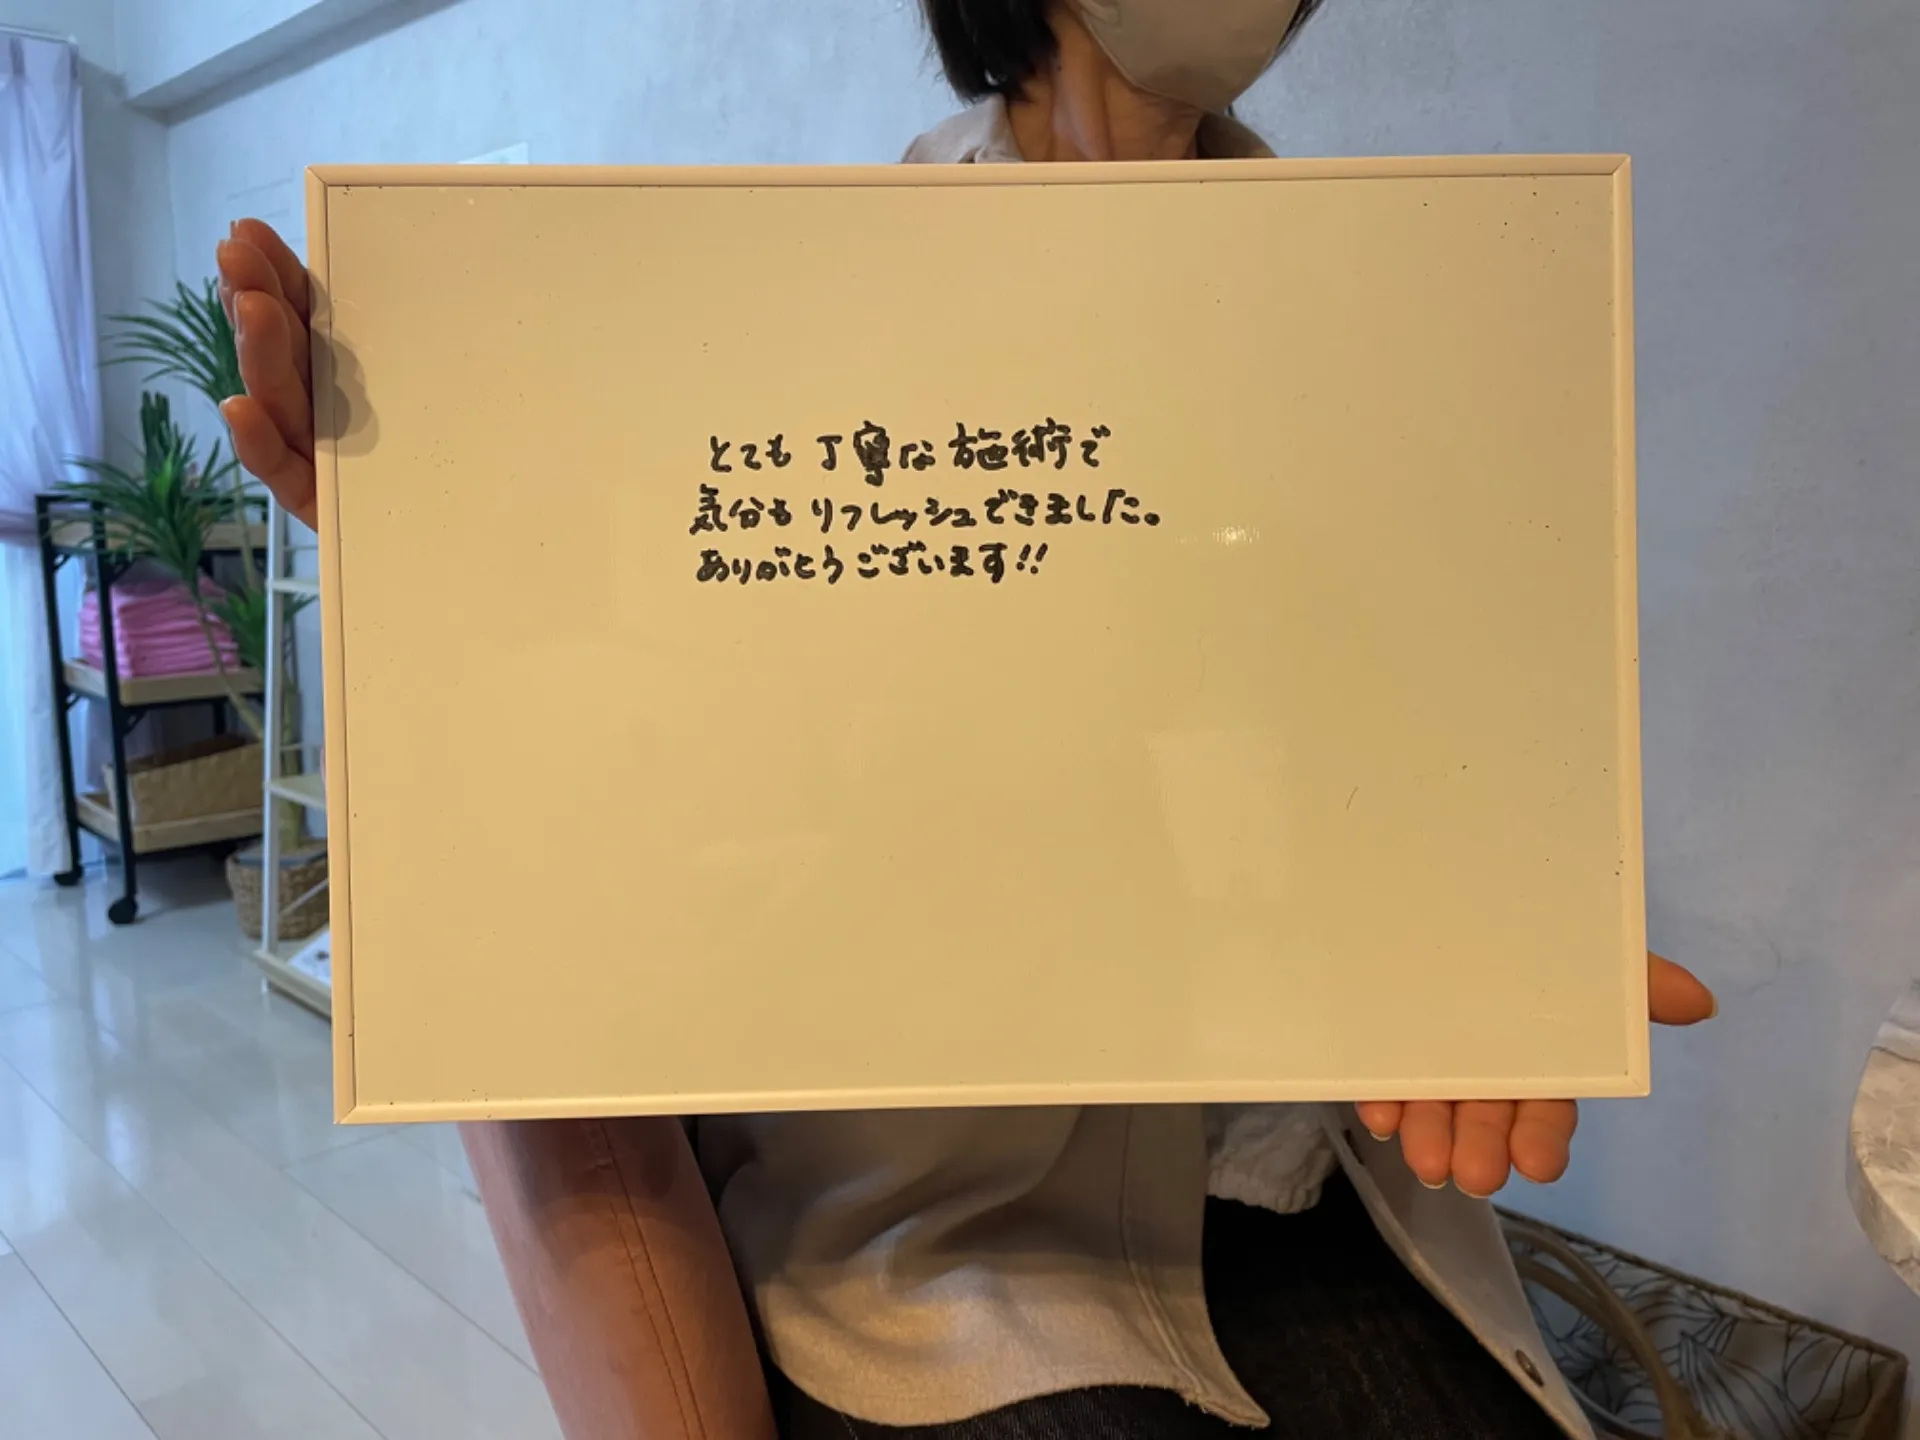 とても丁寧な施術で
気分もリフレッシュできました。
ありがとうございます!!